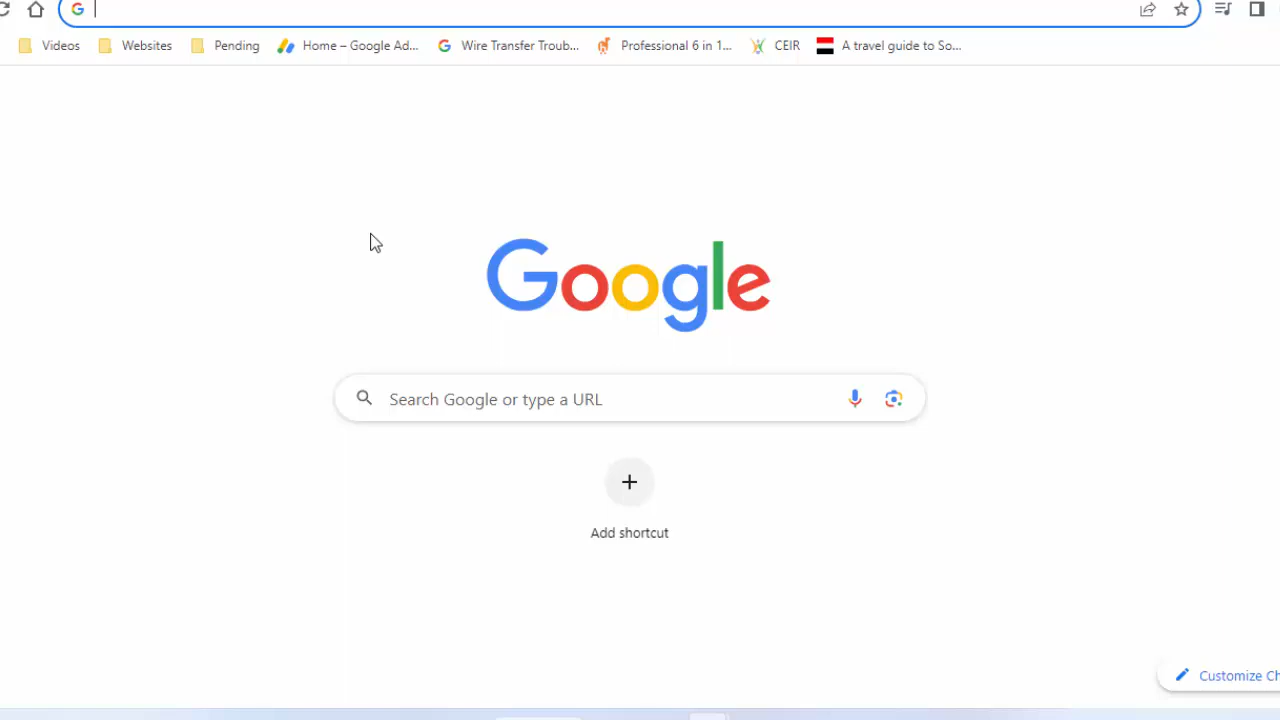 Videos Websites Pending Home – Google Ad... Wire Transfer Troub... Professional 6 in 1... CEIR A travel guide to So...
Google
Search Google or type a URL
Add shortcut
Customize Ch